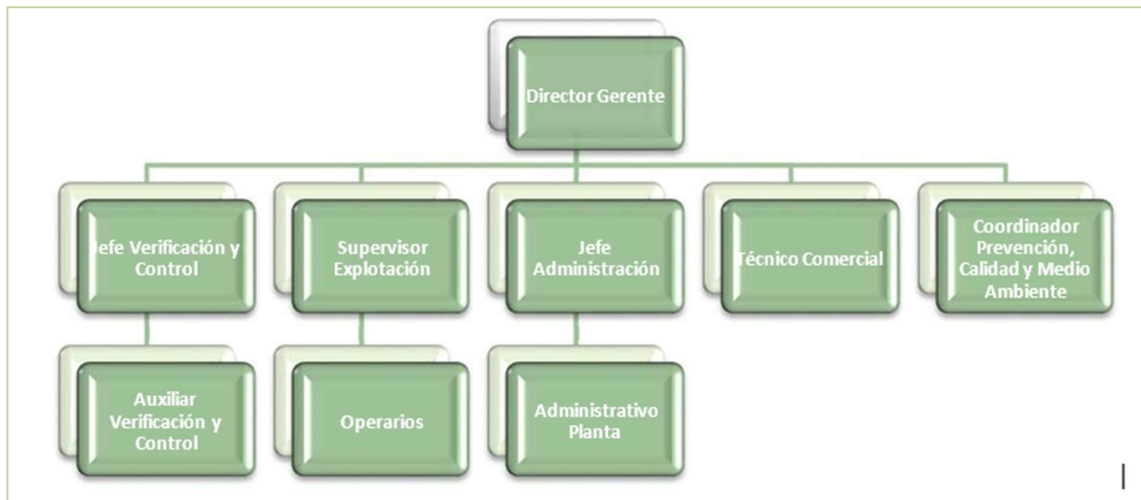 Director Gerente
Jefe Verificación y
Control
Supervisor
Explotación
Jefe
Administración
Técnico Comercial
Coordinador
Prevención,
Calidad y Medio
Ambiente
Auxiliar
Verificación y
Control
Operarios
Administrativo
Planta